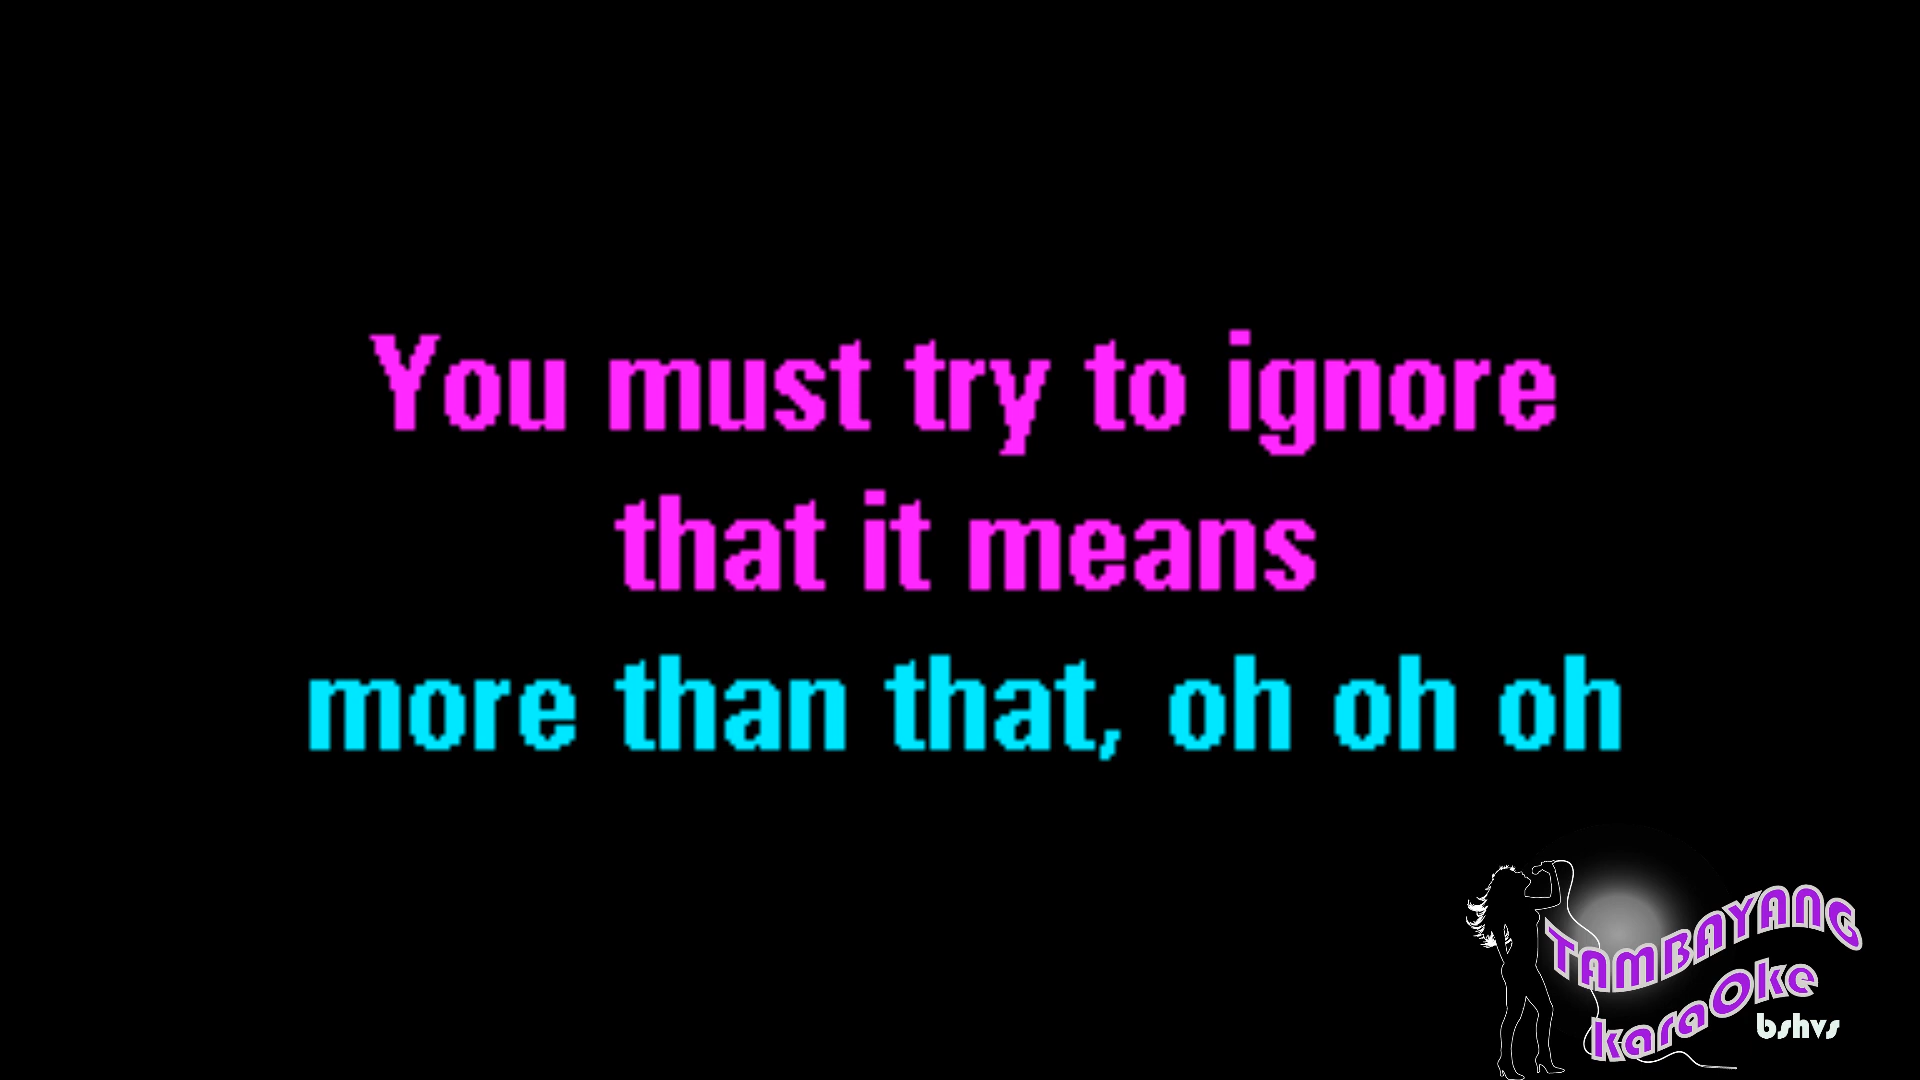 You must try to ignore
that it means
more than that, oh oh oh
TAMBAYANG
karaOke
bshvs